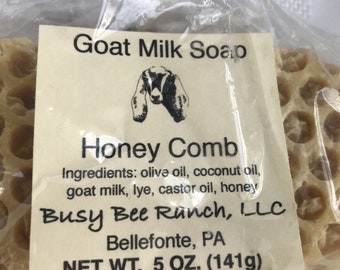 Goat Milk Soap
Honey Comb
Ingredients: olive oil, coconut oil,
goat milk, lye, castor oil, honey
Busy Bee Ranch, LLC
Bellefonte, PA
NET WT. 5 OZ. (141g)